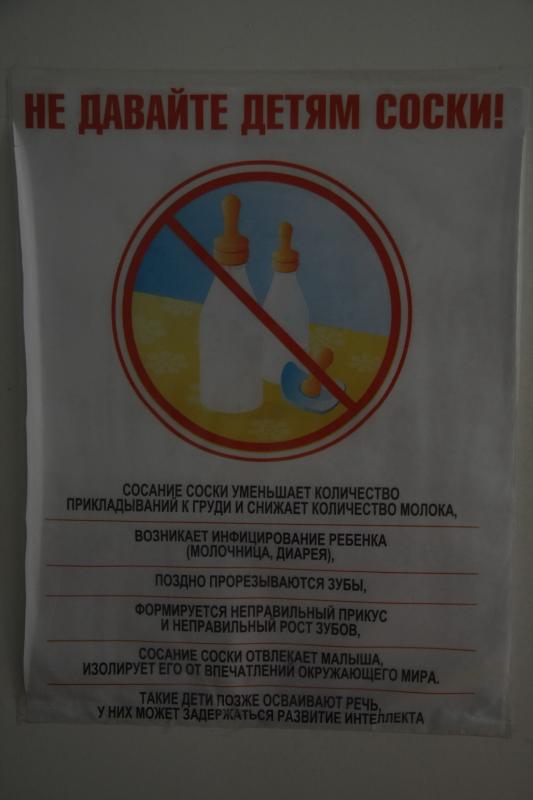 НЕ ДАВАЙТЕ ДЕТЯМ СОСКИ!
СОСАНИЕ СОСКИ УМЕНЬШАЕТ КОЛИЧЕСТВО
ПРИКЛАДЫВАНИЙ К ГРУДИ И СНИЖАЕТ КОЛИЧЕСТВО МОЛОКА,
ВОЗНИКАЕТ ИНФИЦИРОВАНИЕ РЕБЕНКА
(МОЛОЧНИЦА, ДИАРЕЯ),
ПОЗДНО ПРОРЕЗЫВАЮТСЯ ЗУБЫ,
ФОРМИРУЕТСЯ НЕПРАВИЛЬНЫЙ ПРИКУС
И НЕПРАВИЛЬНЫЙ РОСТ ЗУБОВ,
СОСАНИЕ СОСКИ ОТВЛЕКАЕТ МАЛЫША,
ИЗОЛИРУЕТ ЕГО ОТ ВПЕЧАТЛЕНИЙ ОКРУЖАЮЩЕГО МИРА.
ТАКИЕ ДЕТИ ПОЗЖЕ ОСВАИВАЮТ РЕЧЬ,
У НИХ МОЖЕТ ЗАДЕРЖАТЬСЯ РАЗВИТИЕ ИНТЕЛЛЕКТА